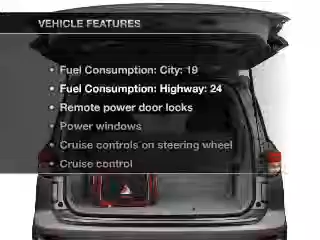 VEHICLE FEATURES
• Fuel Consumption: City: 19
• Fuel Consumption: Highway: 24
• Remote power door locks
• Power windows
• Cruise controls on steering wheel
• Cruise control